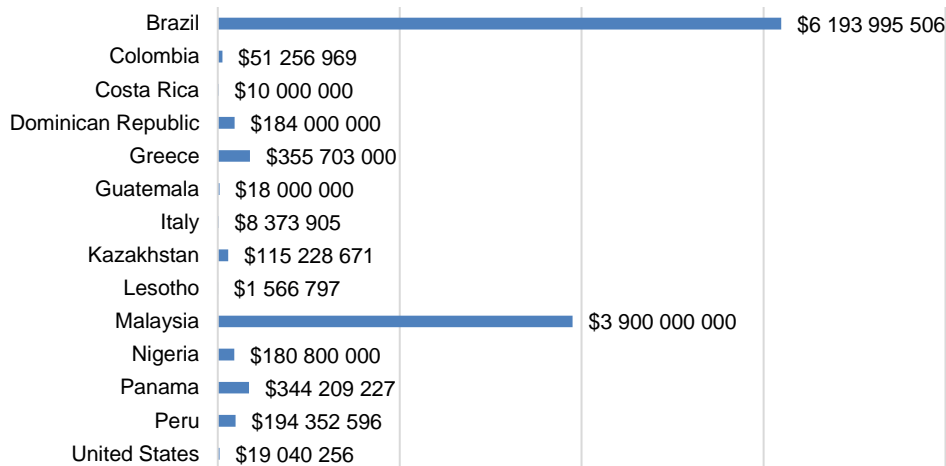 Brazil $6 193 995 506
Colombia $51 256 969
Costa Rica $10 000 000
Dominican Republic $184 000 000
Greece $355 703 000
Guatemala $18 000 000
Italy $8 373 905
Kazakhstan $115 228 671
Lesotho $1 566 797
Malaysia $3 900 000 000
Nigeria $180 800 000
Panama $344 209 227
Peru $194 352 596
United States $19 040 256